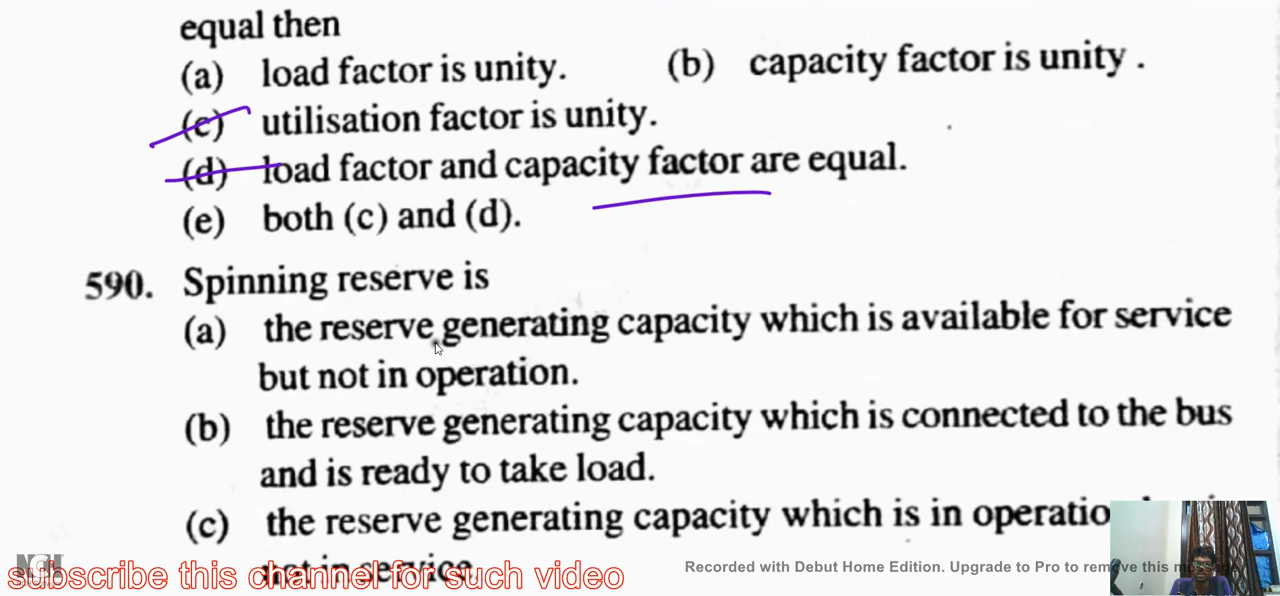 equal then
(a) load factor is unity. (b) capacity factor is unity .
(c) utilisation factor is unity.
(d) load factor and capacity factor are equal.
(e) both (c) and (d).
590. Spinning reserve is
(a) the reserve generating capacity which is available for service
but not in operation.
(b) the reserve generating capacity which is connected to the bus
and is ready to take load.
(c) the reserve generating capacity which is in operatio
not in service
NCH
subscribe this channel for such video
Recorded with Debut Home Edition. Upgrade to Pro to remove this message.